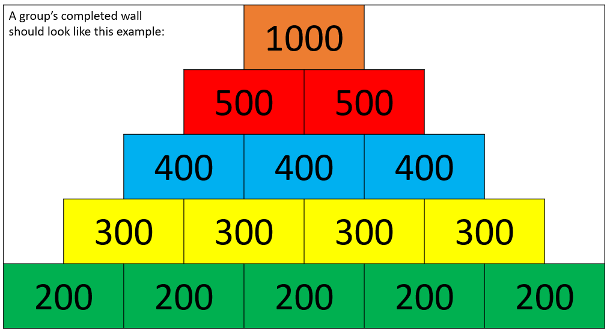 A group's completed wall
should look like this example:
1000
500 500
400 400 400
300 300 300 300
200 200 200 200 200